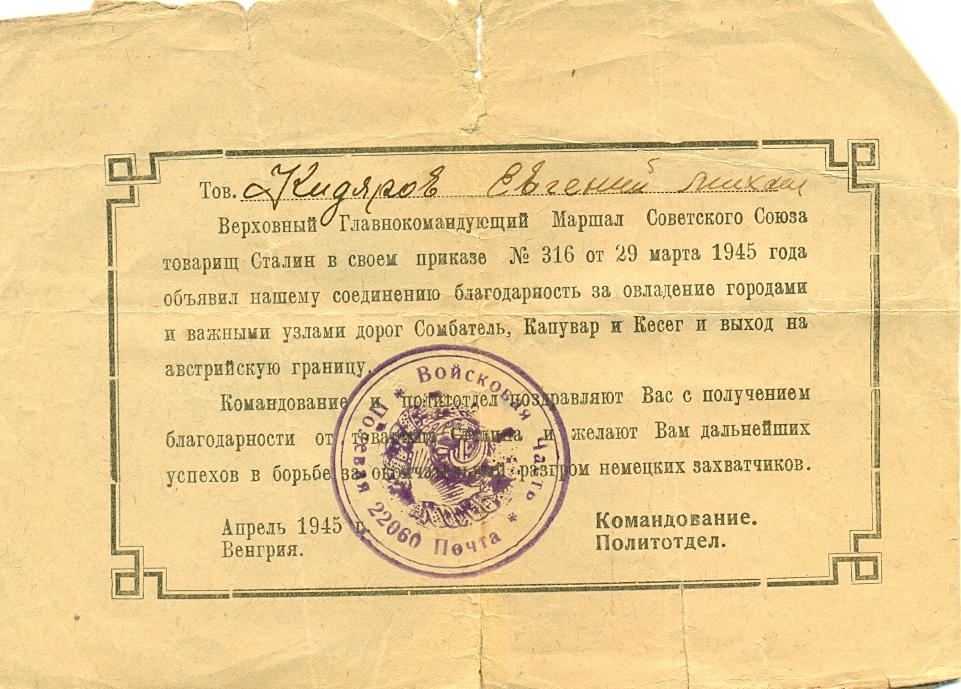 Тов. Кидяров Евгений Михаил
Верховный Главнокомандующий Маршал Советского Союза
товарищ Сталин в своем приказе № 316 от 29 марта 1945 года
объявил нашему соединению благодарность за овладение городами
и важными узлами дорог Сомбатель, Капувар и Кесег и выход на
австрийскую границу.
Командование и политотдел поздравляют Вас с получением
благодарности от товарища Сталина и желают Вам дальнейших
успехов в борьбе за окончательный разгром немецких захватчиков.
Апрель 1945 г.
Венгрия.
Командование.
Политотдел.
Войсковая Часть * Полевая 22060 Почта *